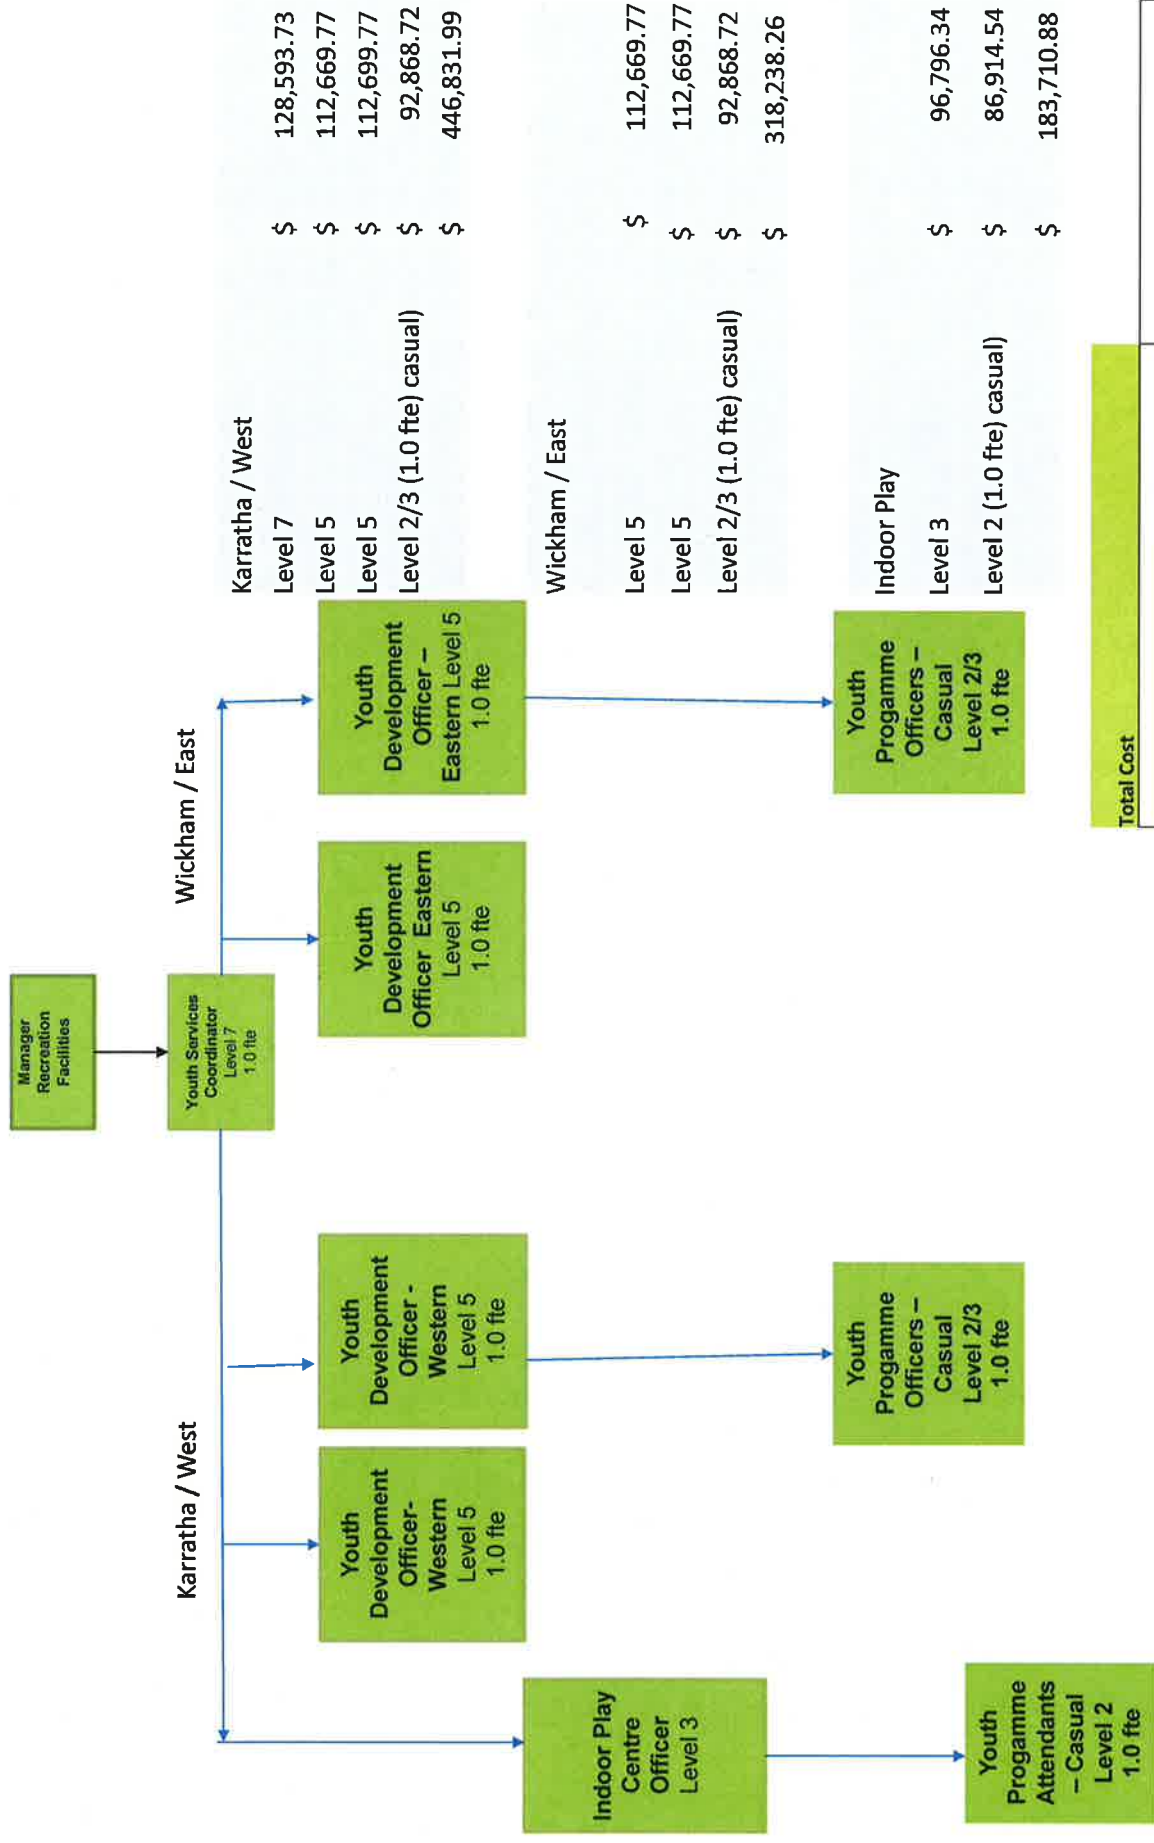 Manager
Recreation
Facilities
Youth Services
Coordinator
Level 7
1.0 fte
Karratha / West
Wickham / East
Indoor Play
Centre
Officer
Level 3
Youth
Development
Officer-
Western
Level 5
1.0 fte
Youth
Development
Officer -
Western
Level 5
1.0 fte
Youth
Development
Officer Eastern
Level 5
1.0 fte
Youth
Development
Officer –
Eastern Level 5
1.0 fte
Youth
Progamme
Attendants
– Casual
Level 2
1.0 fte
Youth
Progamme
Officers –
Casual
Level 2/3
1.0 fte
Youth
Progamme
Officers –
Casual
Level 2/3
1.0 fte
Karratha / West
Level 7 $ 128,593.73
Level 5 $ 112,669.77
Level 5 $ 112,699.77
Level 2/3 (1.0 fte) casual) $ 92,868.72
$ 446,831.99
Wickham / East
Level 5 $ 112,669.77
Level 5 $ 112,669.77
Level 2/3 (1.0 fte) casual) $ 92,868.72
$ 318,238.26
Indoor Play
Level 3 $ 96,796.34
Level 2 (1.0 fte) casual) $ 86,914.54
$ 183,710.88
Total Cost